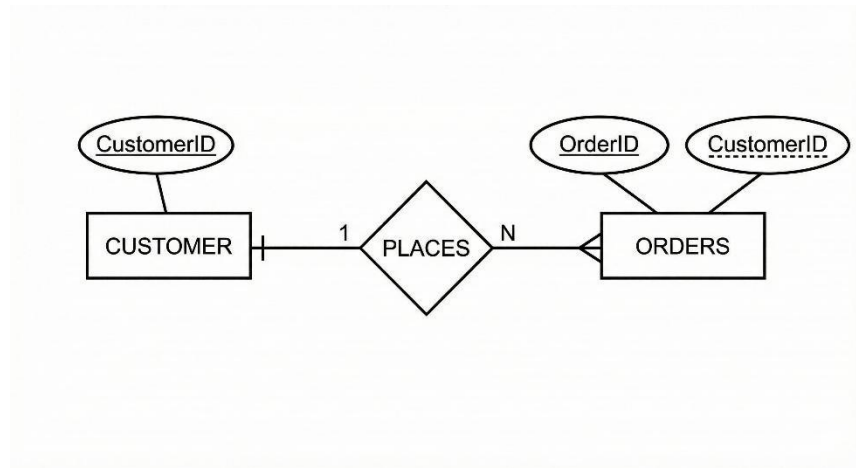 CustomerID
OrderID
CustomerID
CUSTOMER
1
PLACES
N
ORDERS